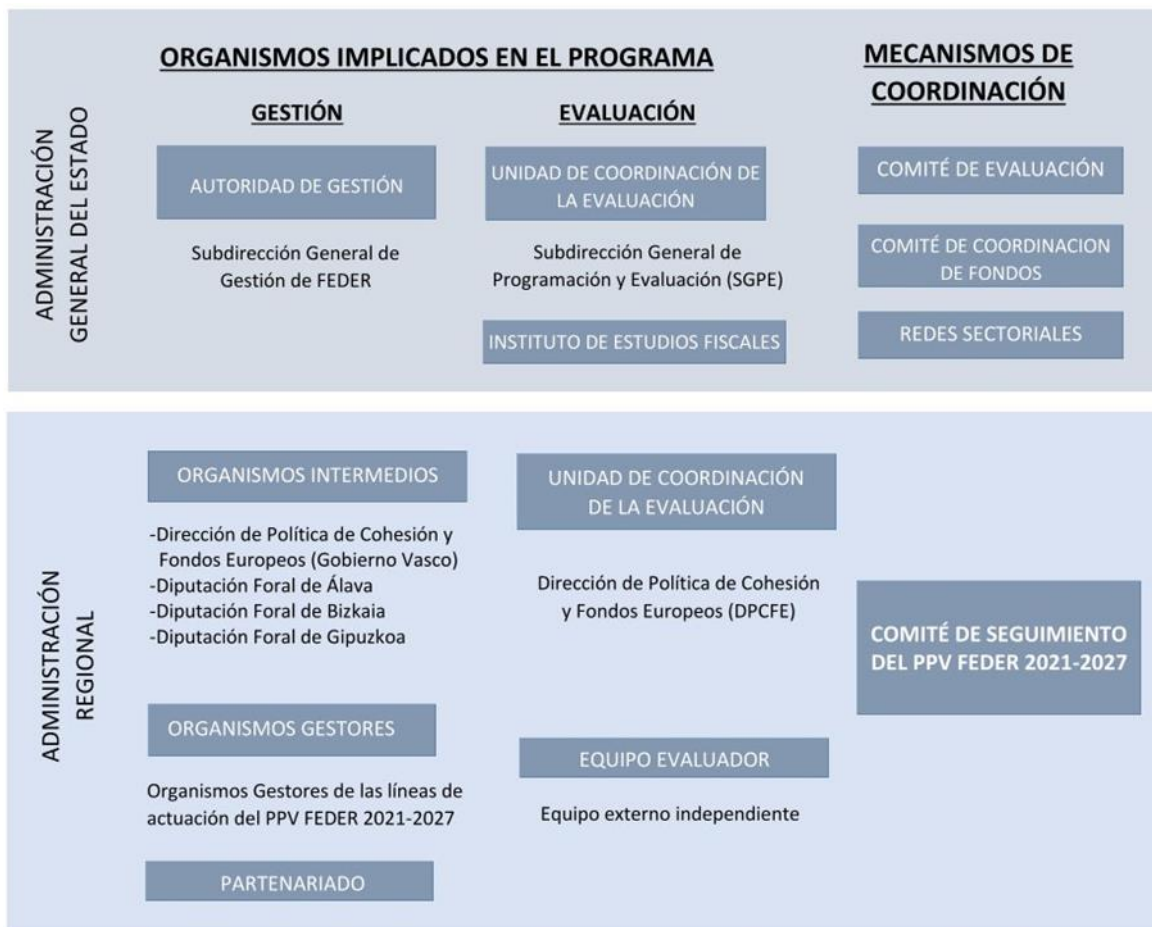 ORGANISMOS IMPLICADOS EN EL PROGRAMA
MECANISMOS DE
COORDINACIÓN
GESTIÓN
EVALUACIÓN
ADMINISTRACIÓN
GENERAL DEL ESTADO
AUTORIDAD DE GESTIÓN
Subdirección General de
Gestión de FEDER
UNIDAD DE COORDINACIÓN DE
LA EVALUACIÓN
Subdirección General de
Programación y Evaluación (SGPE)
INSTITUTO DE ESTUDIOS FISCALES
COMITÉ DE EVALUACIÓN
COMITÉ DE COORDINACION
DE FONDOS
REDES SECTORIALES
ADMINISTRACIÓN
REGIONAL
ORGANISMOS INTERMEDIOS
-Dirección de Política de Cohesión y
Fondos Europeos (Gobierno Vasco)
-Diputación Foral de Álava
-Diputación Foral de Bizkaia
-Diputación Foral de Gipuzkoa
ORGANISMOS GESTORES
Organismos Gestores de las líneas de
actuación del PPV FEDER 2021-2027
PARTENARIADO
UNIDAD DE COORDINACIÓN
DE LA EVALUACIÓN
Dirección de Política de Cohesión
y Fondos Europeos (DPCFE)
EQUIPO EVALUADOR
Equipo externo independiente
COMITÉ DE SEGUIMIENTO
DEL PPV FEDER 2021-2027